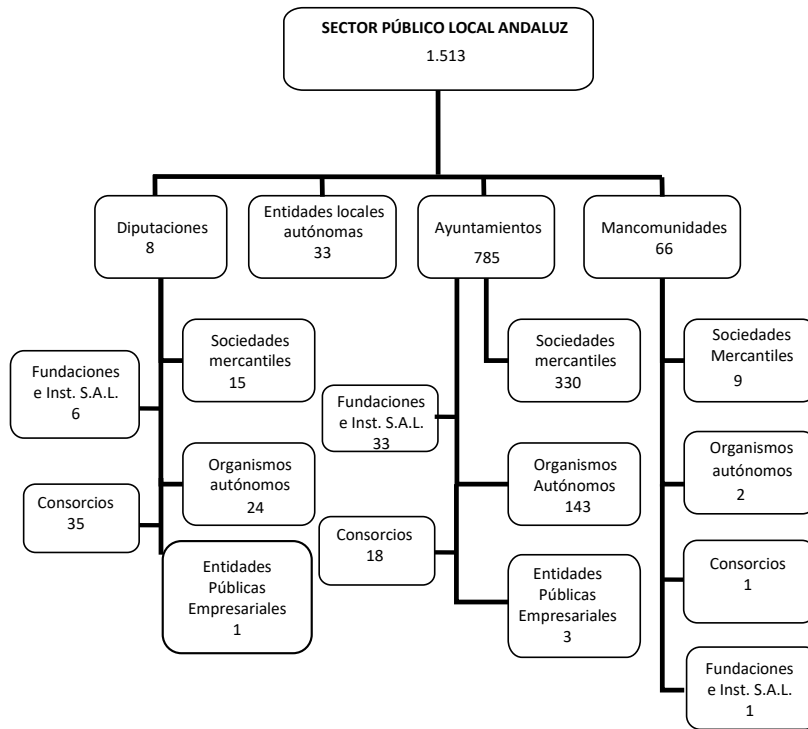 SECTOR PÚBLICO LOCAL ANDALUZ
1.513
Diputaciones
8
Entidades locales
autónomas
33
Ayuntamientos
785
Mancomunidades
66
Sociedades
mercantiles
15
Fundaciones
e Inst. S.A.L.
6
Organismos
autónomos
24
Consorcios
35
Entidades
Públicas
Empresariales
1
Sociedades
mercantiles
330
Fundaciones
e Inst. S.A.L.
33
Organismos
Autónomos
143
Consorcios
18
Entidades
Públicas
Empresariales
3
Sociedades
Mercantiles
9
Organismos
autónomos
2
Consorcios
1
Fundaciones
e Inst. S.A.L.
1